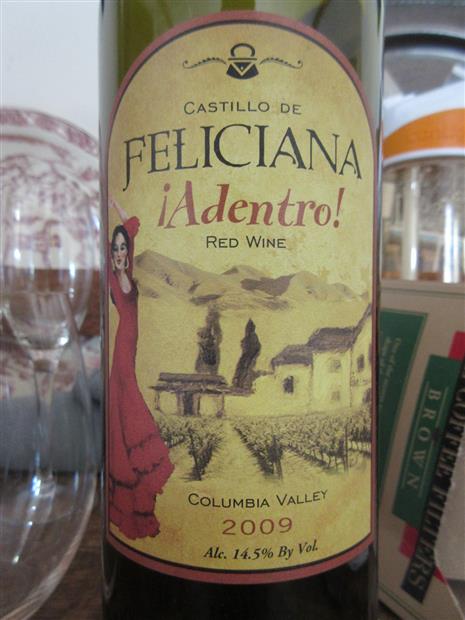 CASTILLO DE
FELICIANA
¡Adentro!
RED WINE
COLUMBIA VALLEY
2009
Alc. 14.5% By Vol.
COFFEE FILTERS
BROWN